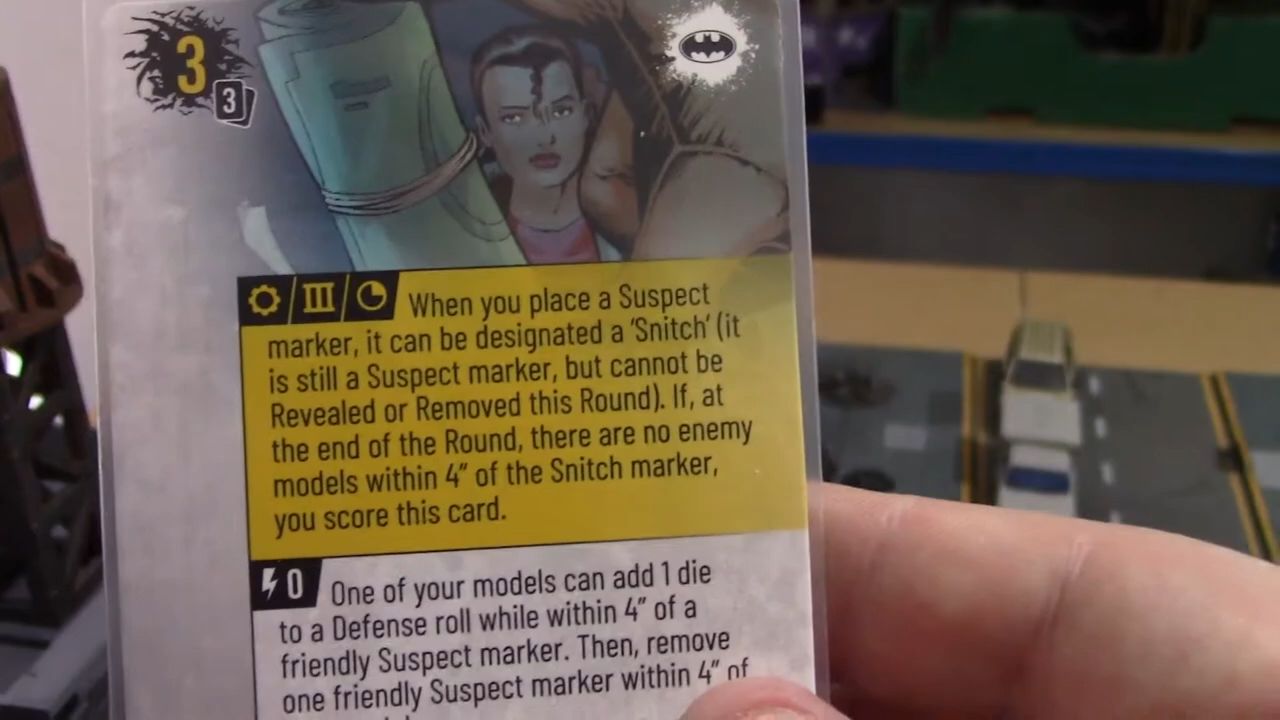 3
3
III When you place a Suspect
marker, it can be designated a 'Snitch' (it
is still a Suspect marker, but cannot be
Revealed or Removed this Round). If, at
the end of the Round, there are no enemy
models within 4" of the Snitch marker,
you score this card.
0 One of your models can add 1 die
to a Defense roll while within 4" of a
friendly Suspect marker. Then, remove
one friendly Suspect marker within 4" of